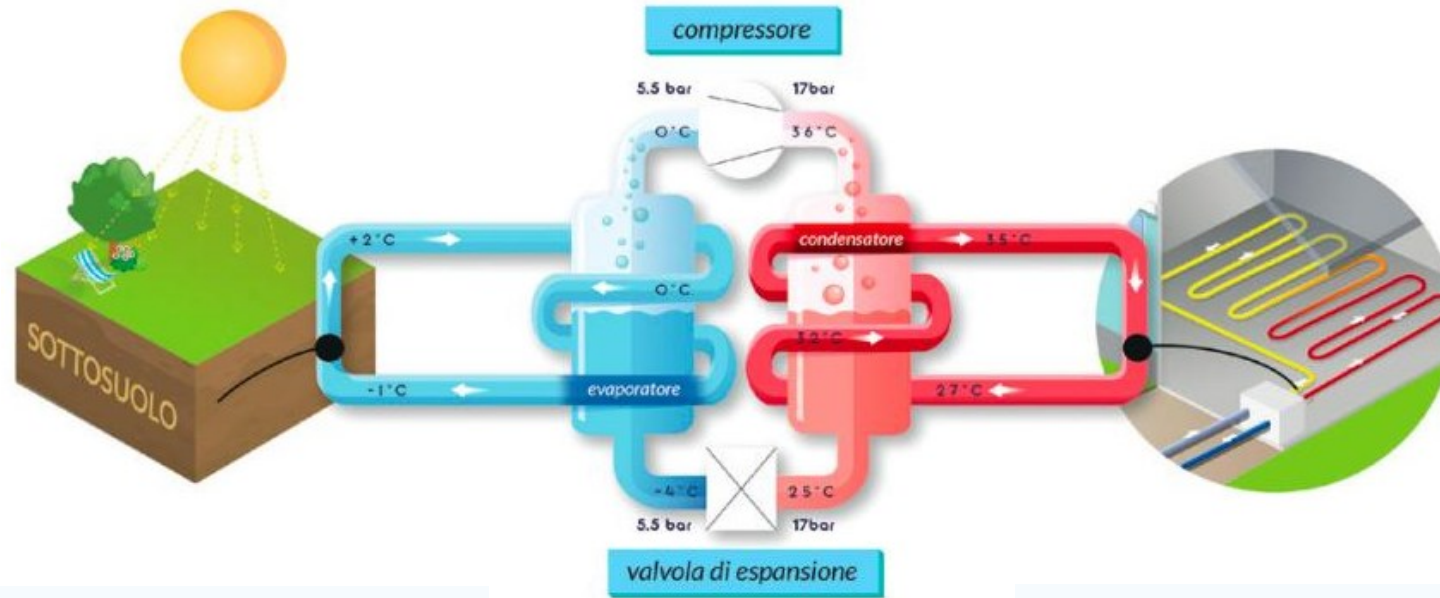 compressore
5.5 bar
17bar
0°C
36°C
+2°C
condensatore
35°C
0°C
32°C
SOTTOSUOLO
-1°C
evaporatore
27°C
-4°C
25°C
5.5 bar
17bar
valvola di espansione